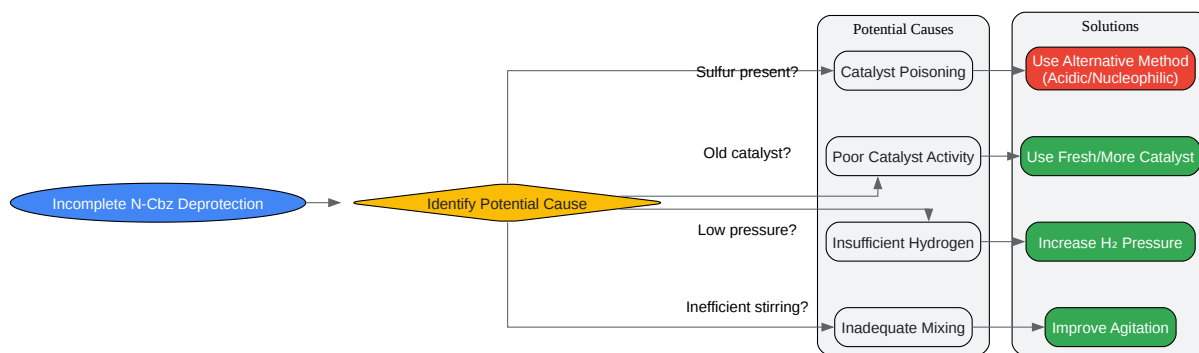 Potential Causes
Solutions
Sulfur present?
Catalyst Poisoning
Use Alternative Method
(Acidic/Nucleophilic)
Old catalyst?
Poor Catalyst Activity
Use Fresh/More Catalyst
Incomplete N-Cbz Deprotection
Identify Potential Cause
Low pressure?
Insufficient Hydrogen
Increase H₂ Pressure
Inefficient stirring?
Inadequate Mixing
Improve Agitation